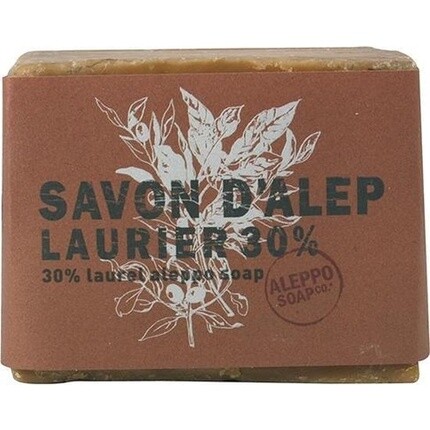 SAVON D'ALEP
LAURIER 30%
30% laurel aleppo soap
ALEPPO
SOAP CO.